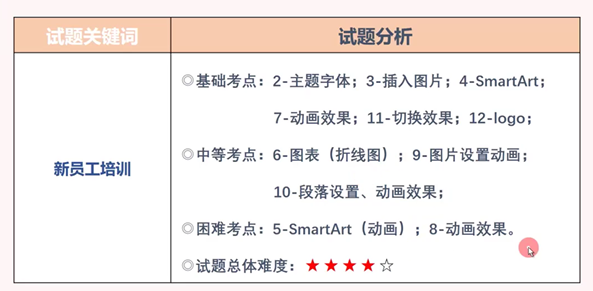 试题关键词
试题分析
新员工培训
◎基础考点：2-主题字体；3-插入图片；4-SmartArt；
7-动画效果；11-切换效果；12-logo；
◎中等考点：6-图表（折线图）；9-图片设置动画；
10-段落设置、动画效果；
◎困难考点：5-SmartArt（动画）；8-动画效果。
◎试题总体难度：★★★★☆